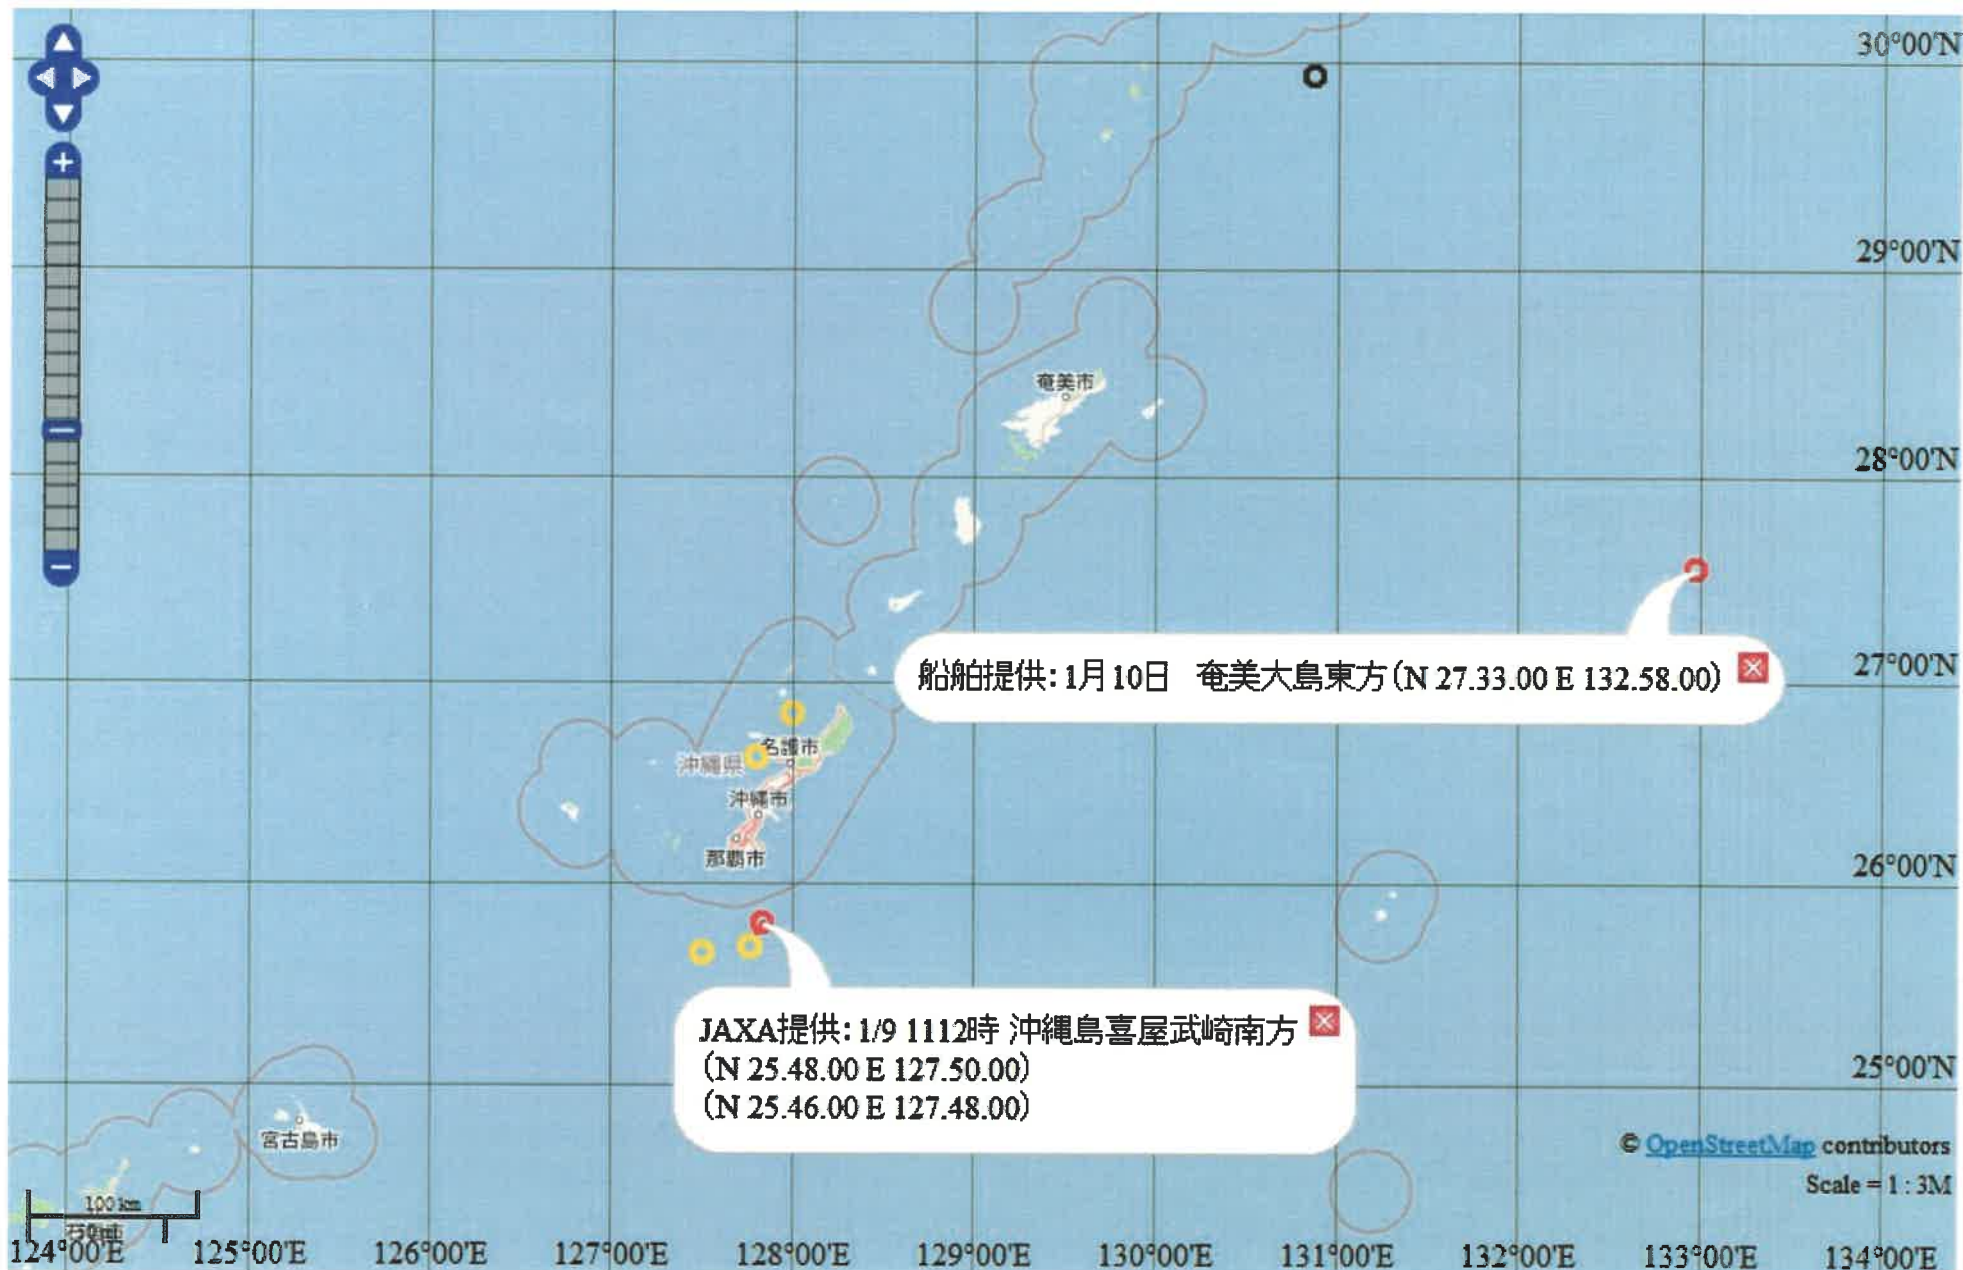 30°00'N
29°00'N
奄美市
28°00'N
船舶提供：1月10日　奄美大島東方（N 27.33.00 E 132.58.00）
27°00'N
名護市
沖縄県
沖縄市
那覇市
26°00'N
JAXA提供：1/9 1112時 沖縄島喜屋武崎南方
（N 25.48.00 E 127.50.00）
（N 25.46.00 E 127.48.00）
25°00'N
宮古島市
© OpenStreetMap contributors
Scale = 1 : 3M
100 km
124°00'E 125°00'E 126°00'E 127°00'E 128°00'E 129°00'E 130°00'E 131°00'E 132°00'E 133°00'E 134°00'E